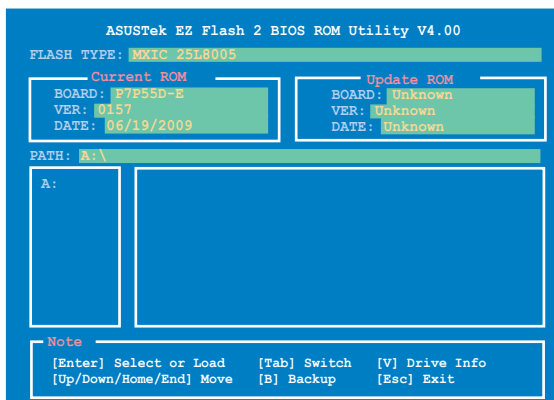 ASUSTek EZ Flash 2 BIOS ROM Utility V4.00
FLASH TYPE: MXIC 25L8005
Current ROM
BOARD: P7P55D-E
VER: 0157
DATE: 06/19/2009
Update ROM
BOARD: Unknown
VER: Unknown
DATE: Unknown
PATH: A:\
A:
Note
[Enter] Select or Load [Tab] Switch [V] Drive Info
[Up/Down/Home/End] Move [B] Backup [Esc] Exit